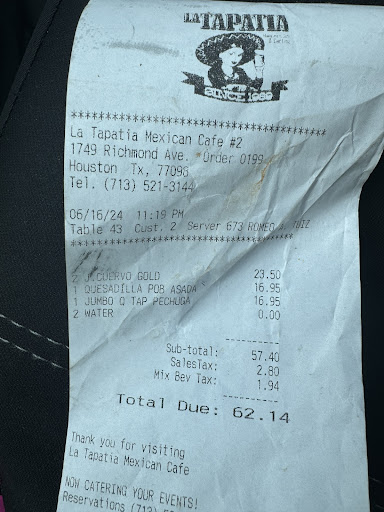 LA TAPATIA
SINCE 1988
************************************
La Tapatia Mexican Cafe #2
1749 Richmond Ave. *Order 0199
Houston Tx, 77098
Tel. (713) 521-3144
06/16/24 11:19 PM
Table 43 Cust. 2 Server 673 ROMEO
************************************
2 J.CUERVO GOLD 23.50
1 QUESADILLA POB ASADA 16.95
1 JUMBO Q TAP PECHUGA 16.95
2 WATER 0.00
----------
Sub-total: 57.40
SalesTax: 2.80
Mix Bev Tax: 1.94
----------
Total Due: 62.14
Thank you for visiting
La Tapatia Mexican Cafe
NOW CATERING YOUR EVENTS!
Reservations (713)